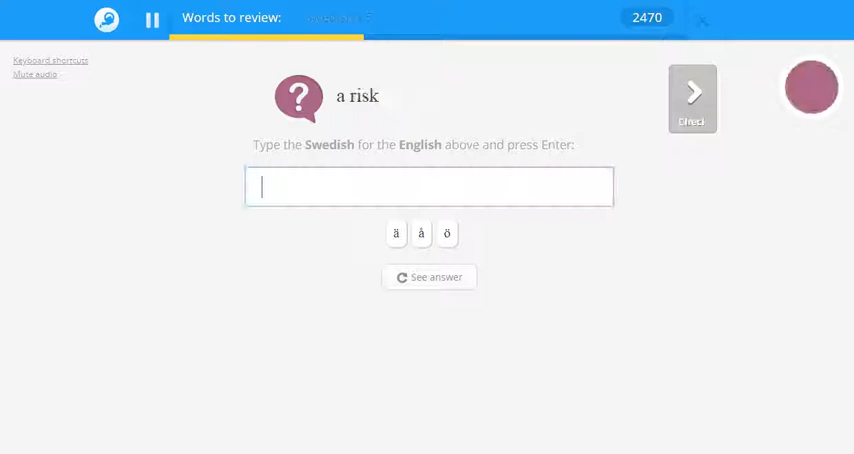 Words to review:
2470
Keyboard shortcuts
Mute audio
?
a risk
Check
Type the Swedish for the English above and press Enter:
ä å ö
See answer